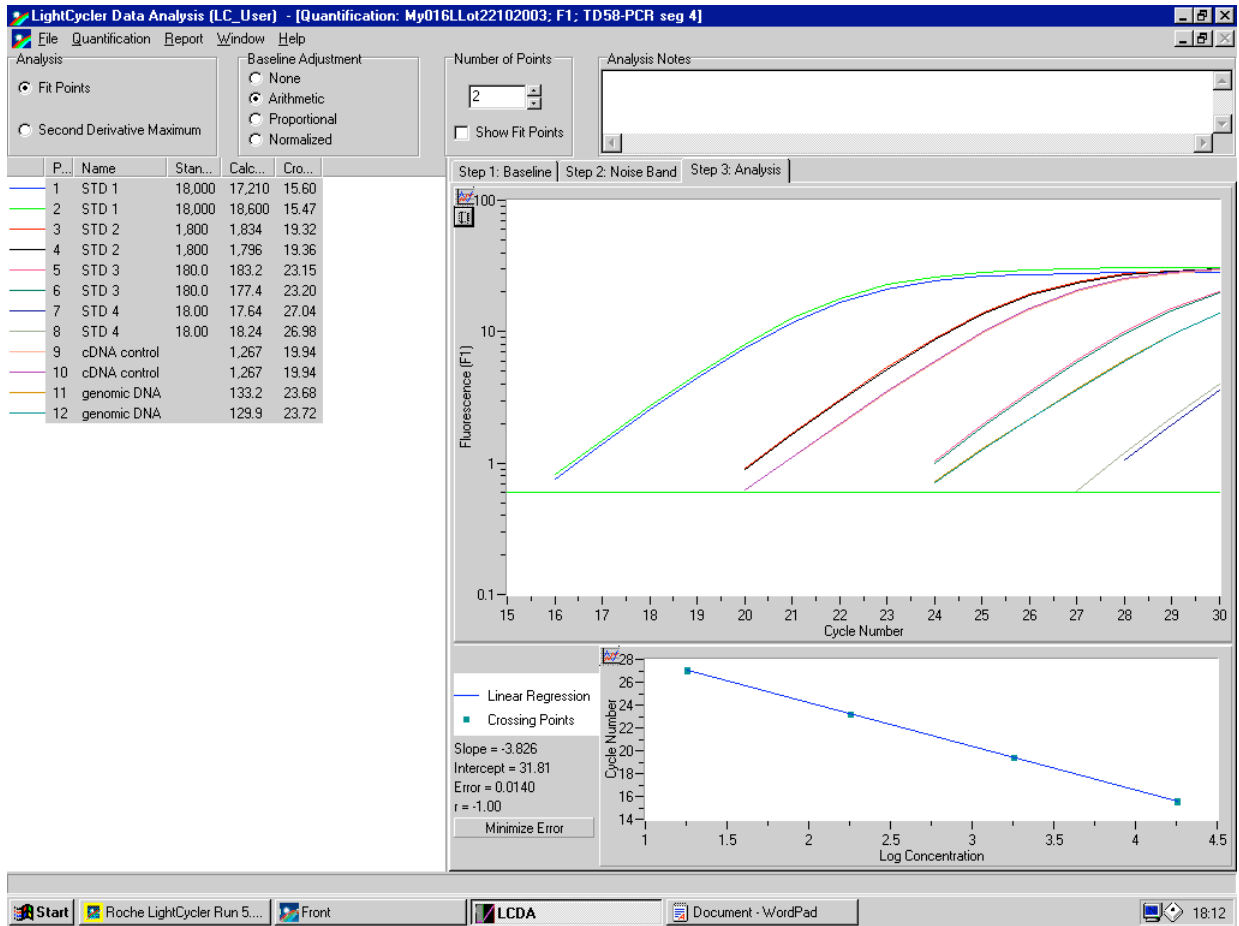 LightCycler Data Analysis (LC_User) - [Quantification: My016LLot22102003; F1; TD58-PCR seg 4]
File Quantification Report Window Help
Analysis
Fit Points
Second Derivative Maximum
Baseline Adjustment
None
Arithmetic
Proportional
Normalized
Number of Points
2
Show Fit Points
Analysis Notes
P... Name Stan... Calc... Cro...
1 STD 1 18,000 17,210 15.60
2 STD 1 18,000 18,600 15.47
3 STD 2 1,800 1,834 19.32
4 STD 2 1,800 1,796 19.36
5 STD 3 180.0 183.2 23.15
6 STD 3 180.0 177.4 23.20
7 STD 4 18.00 17.64 27.04
8 STD 4 18.00 18.24 26.98
9 cDNA control 1,267 19.94
10 cDNA control 1,267 19.94
11 genomic DNA 133.2 23.68
12 genomic DNA 129.9 23.72
Step 1: Baseline Step 2: Noise Band Step 3: Analysis
100
10
1
0.1
Fluorescence (F1)
15 16 17 18 19 20 21 22 23 24 25 26 27 28 29 30
Cycle Number
Linear Regression
Crossing Points
Slope = -3.826
Intercept = 31.81
Error = 0.0140
r = -1.00
Minimize Error
28
26
24
22
20
18
16
14
Cycle Number
1 1.5 2 2.5 3 3.5 4 4.5
Log Concentration
Start Roche LightCycler Run 5.... Front LCDA Document - WordPad 18:12